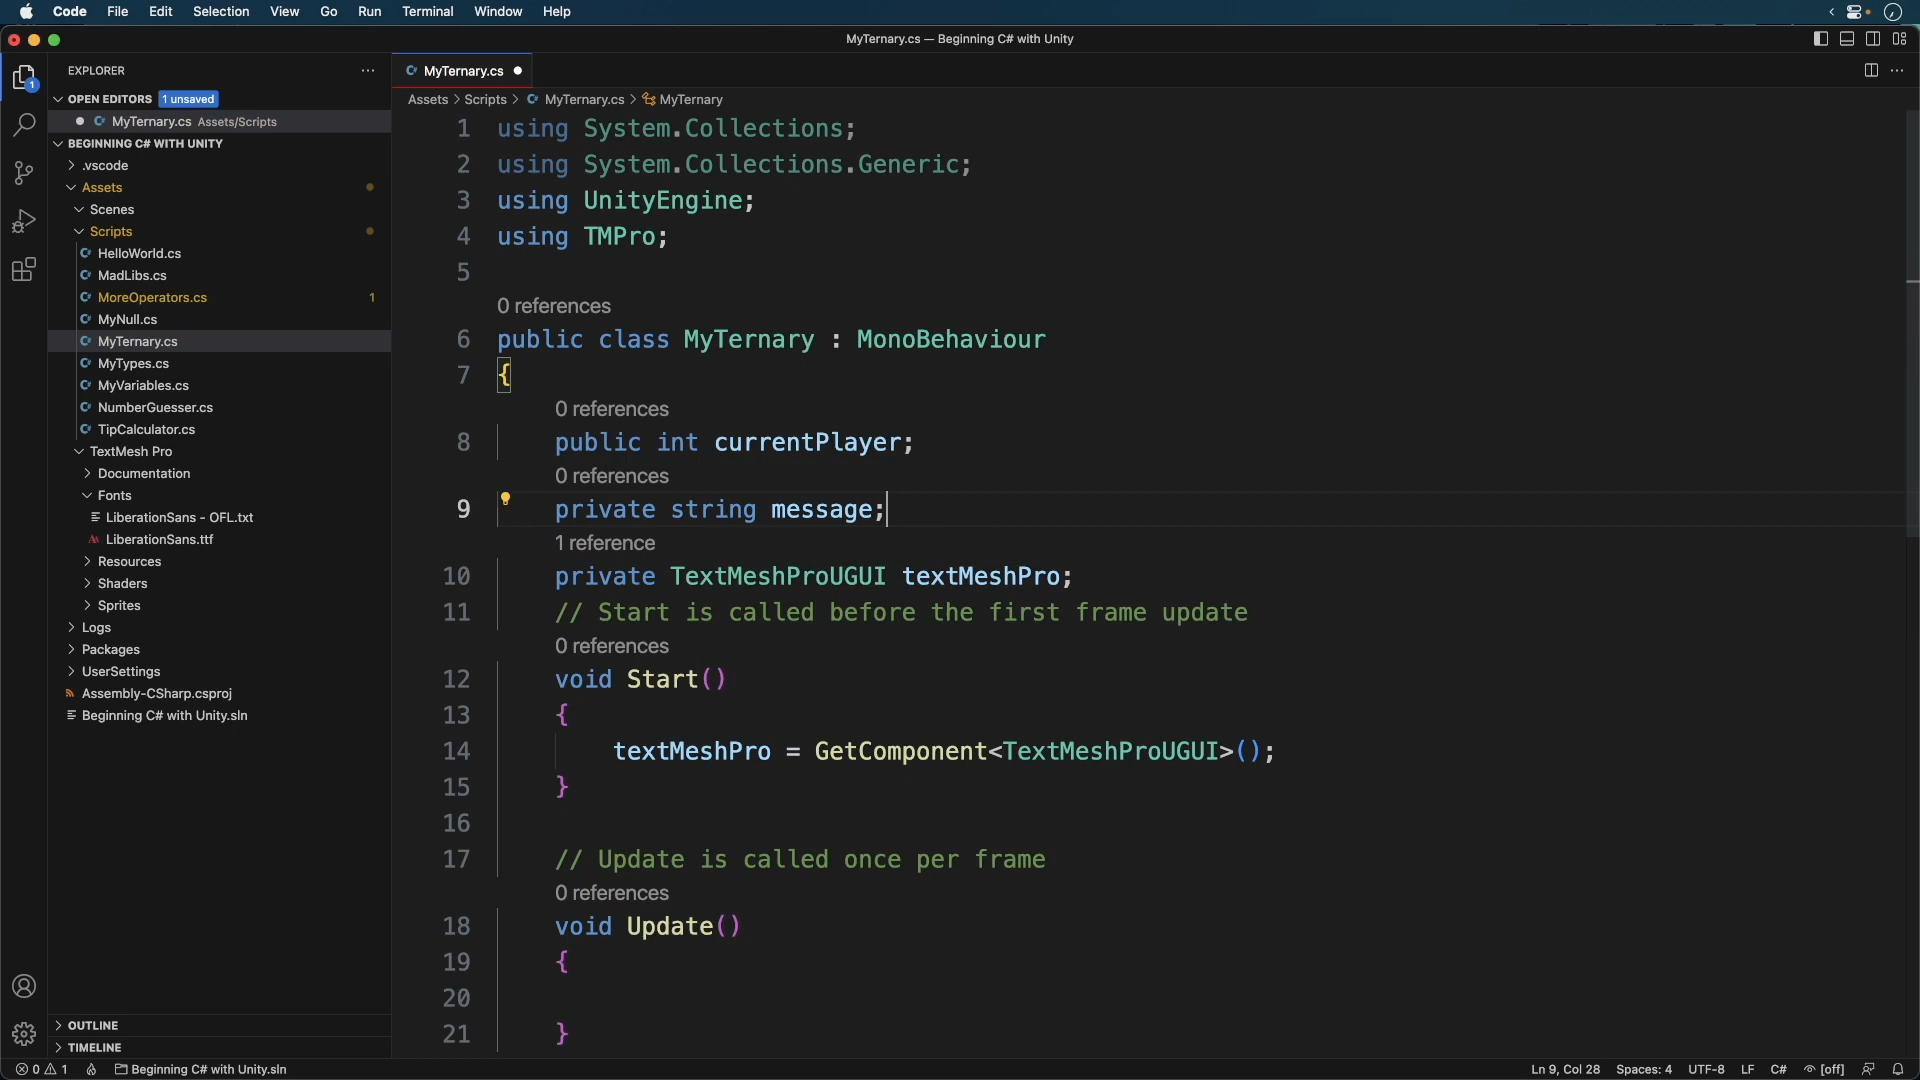 Code File Edit Selection View Go Run Terminal Window Help
MyTernary.cs — Beginning C# with Unity
EXPLORER
OPEN EDITORS 1 unsaved
MyTernary.cs Assets/Scripts
BEGINNING C# WITH UNITY
.vscode
Assets
Scenes
Scripts
HelloWorld.cs
MadLibs.cs
MoreOperators.cs 1
MyNull.cs
MyTernary.cs
MyTypes.cs
MyVariables.cs
NumberGuesser.cs
TipCalculator.cs
TextMesh Pro
Documentation
Fonts
LiberationSans - OFL.txt
LiberationSans.ttf
Resources
Shaders
Sprites
Logs
Packages
UserSettings
Assembly-CSharp.csproj
Beginning C# with Unity.sln
OUTLINE
TIMELINE
MyTernary.cs
Assets > Scripts > MyTernary.cs > MyTernary
1 using System.Collections;
2 using System.Collections.Generic;
3 using UnityEngine;
4 using TMPro;
5
0 references
6 public class MyTernary : MonoBehaviour
7 {
0 references
8 public int currentPlayer;
0 references
9 private string message;
1 reference
10 private TextMeshProUGUI textMeshPro;
11 // Start is called before the first frame update
0 references
12 void Start()
13 {
14 textMeshPro = GetComponent<TextMeshProUGUI>();
15 }
16
17 // Update is called once per frame
0 references
18 void Update()
19 {
20
21 }
0 1 Beginning C# with Unity.sln Ln 9, Col 28 Spaces: 4 UTF-8 LF C# [off]